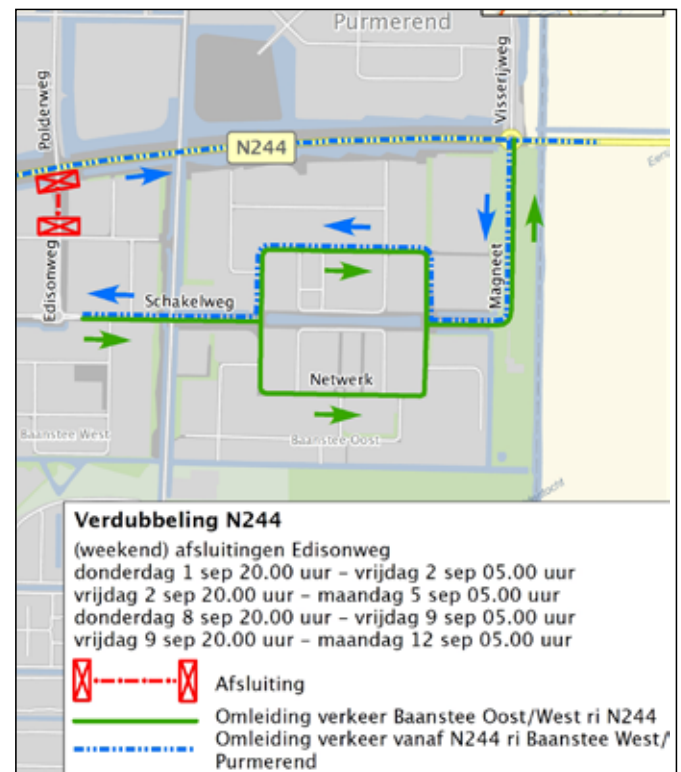 Purmerend
Polderweg
Visserijweg
N244
Edisonweg
Schakelweg
Magneet
Netwerk
Baanstee West
Baanstee Oost
Verdubbeling N244
(weekend) afsluitingen Edisonweg
donderdag 1 sep 20.00 uur – vrijdag 2 sep 05.00 uur
vrijdag 2 sep 20.00 uur – maandag 5 sep 05.00 uur
donderdag 8 sep 20.00 uur – vrijdag 9 sep 05.00 uur
vrijdag 9 sep 20.00 uur – maandag 12 sep 05.00 uur
Afsluiting
Omleiding verkeer Baanstee Oost/West ri N244
Omleiding verkeer vanaf N244 ri Baanstee West/
Purmerend